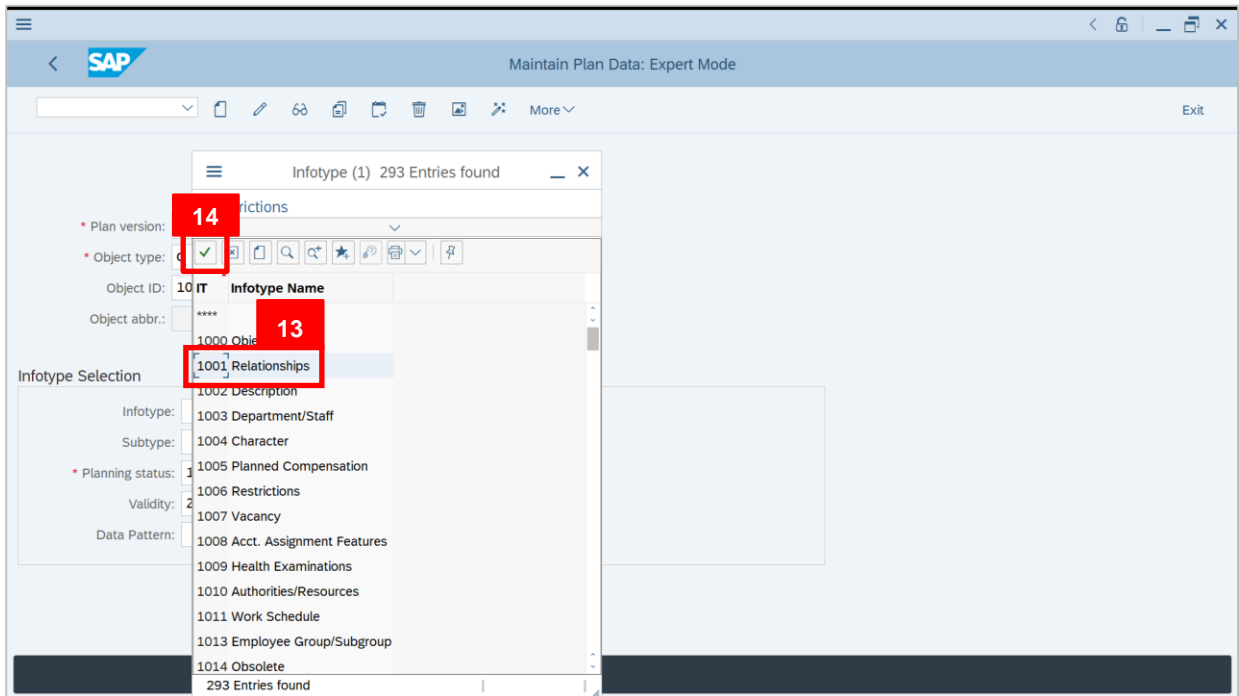 SAP
Maintain Plan Data: Expert Mode
More
Exit
Infotype (1) 293 Entries found
rictions
14
* Plan version:
* Object type:
Object ID: 10
Object abbr.:
IT Infotype Name
****
13
1000 Obje
1001 Relationships
1002 Description
1003 Department/Staff
1004 Character
1005 Planned Compensation
1006 Restrictions
1007 Vacancy
1008 Acct. Assignment Features
1009 Health Examinations
1010 Authorities/Resources
1011 Work Schedule
1013 Employee Group/Subgroup
1014 Obsolete
293 Entries found
Infotype Selection
Infotype:
Subtype:
* Planning status: 1
Validity: 2
Data Pattern: